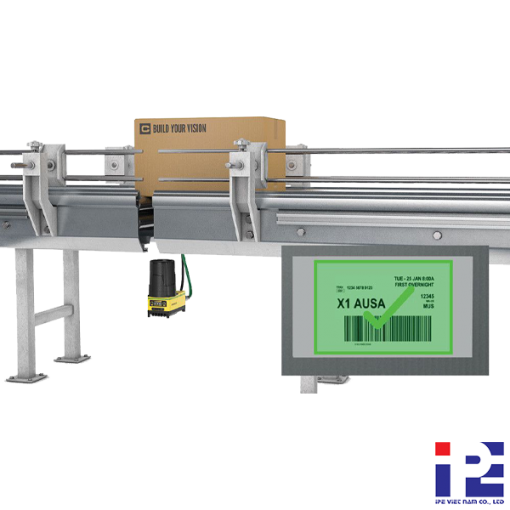 BUILD YOUR VISION
TUE - 25 JAN 8:00A
FIRST OVERNIGHT
X1 AUSA
12345
MUS
iPE
IPE VIET NAM CO., LTD